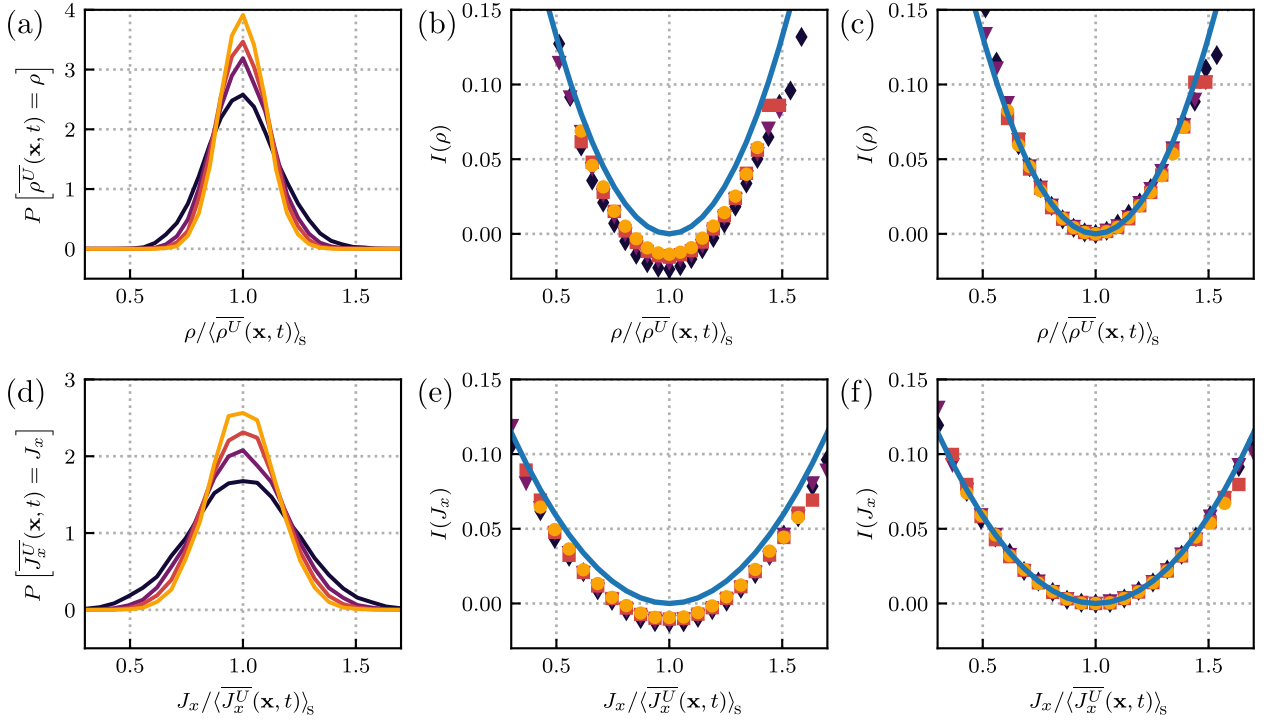 (a)
P [ρ^U(x, t) = ρ]
4
3
2
1
0
0.5 1.0 1.5
ρ/⟨ρ^U(x, t)⟩_s
(b)
I(ρ)
0.15
0.10
0.05
0.00
0.5 1.0 1.5
ρ/⟨ρ^U(x, t)⟩_s
(c)
I(ρ)
0.15
0.10
0.05
0.00
0.5 1.0 1.5
ρ/⟨ρ^U(x, t)⟩_s
(d)
P [J_x^U(x, t) = J_x]
3
2
1
0
0.5 1.0 1.5
J_x/⟨J_x^U(x, t)⟩_s
(e)
I(J_x)
0.15
0.10
0.05
0.00
0.5 1.0 1.5
J_x/⟨J_x^U(x, t)⟩_s
(f)
I(J_x)
0.15
0.10
0.05
0.00
0.5 1.0 1.5
J_x/⟨J_x^U(x, t)⟩_s